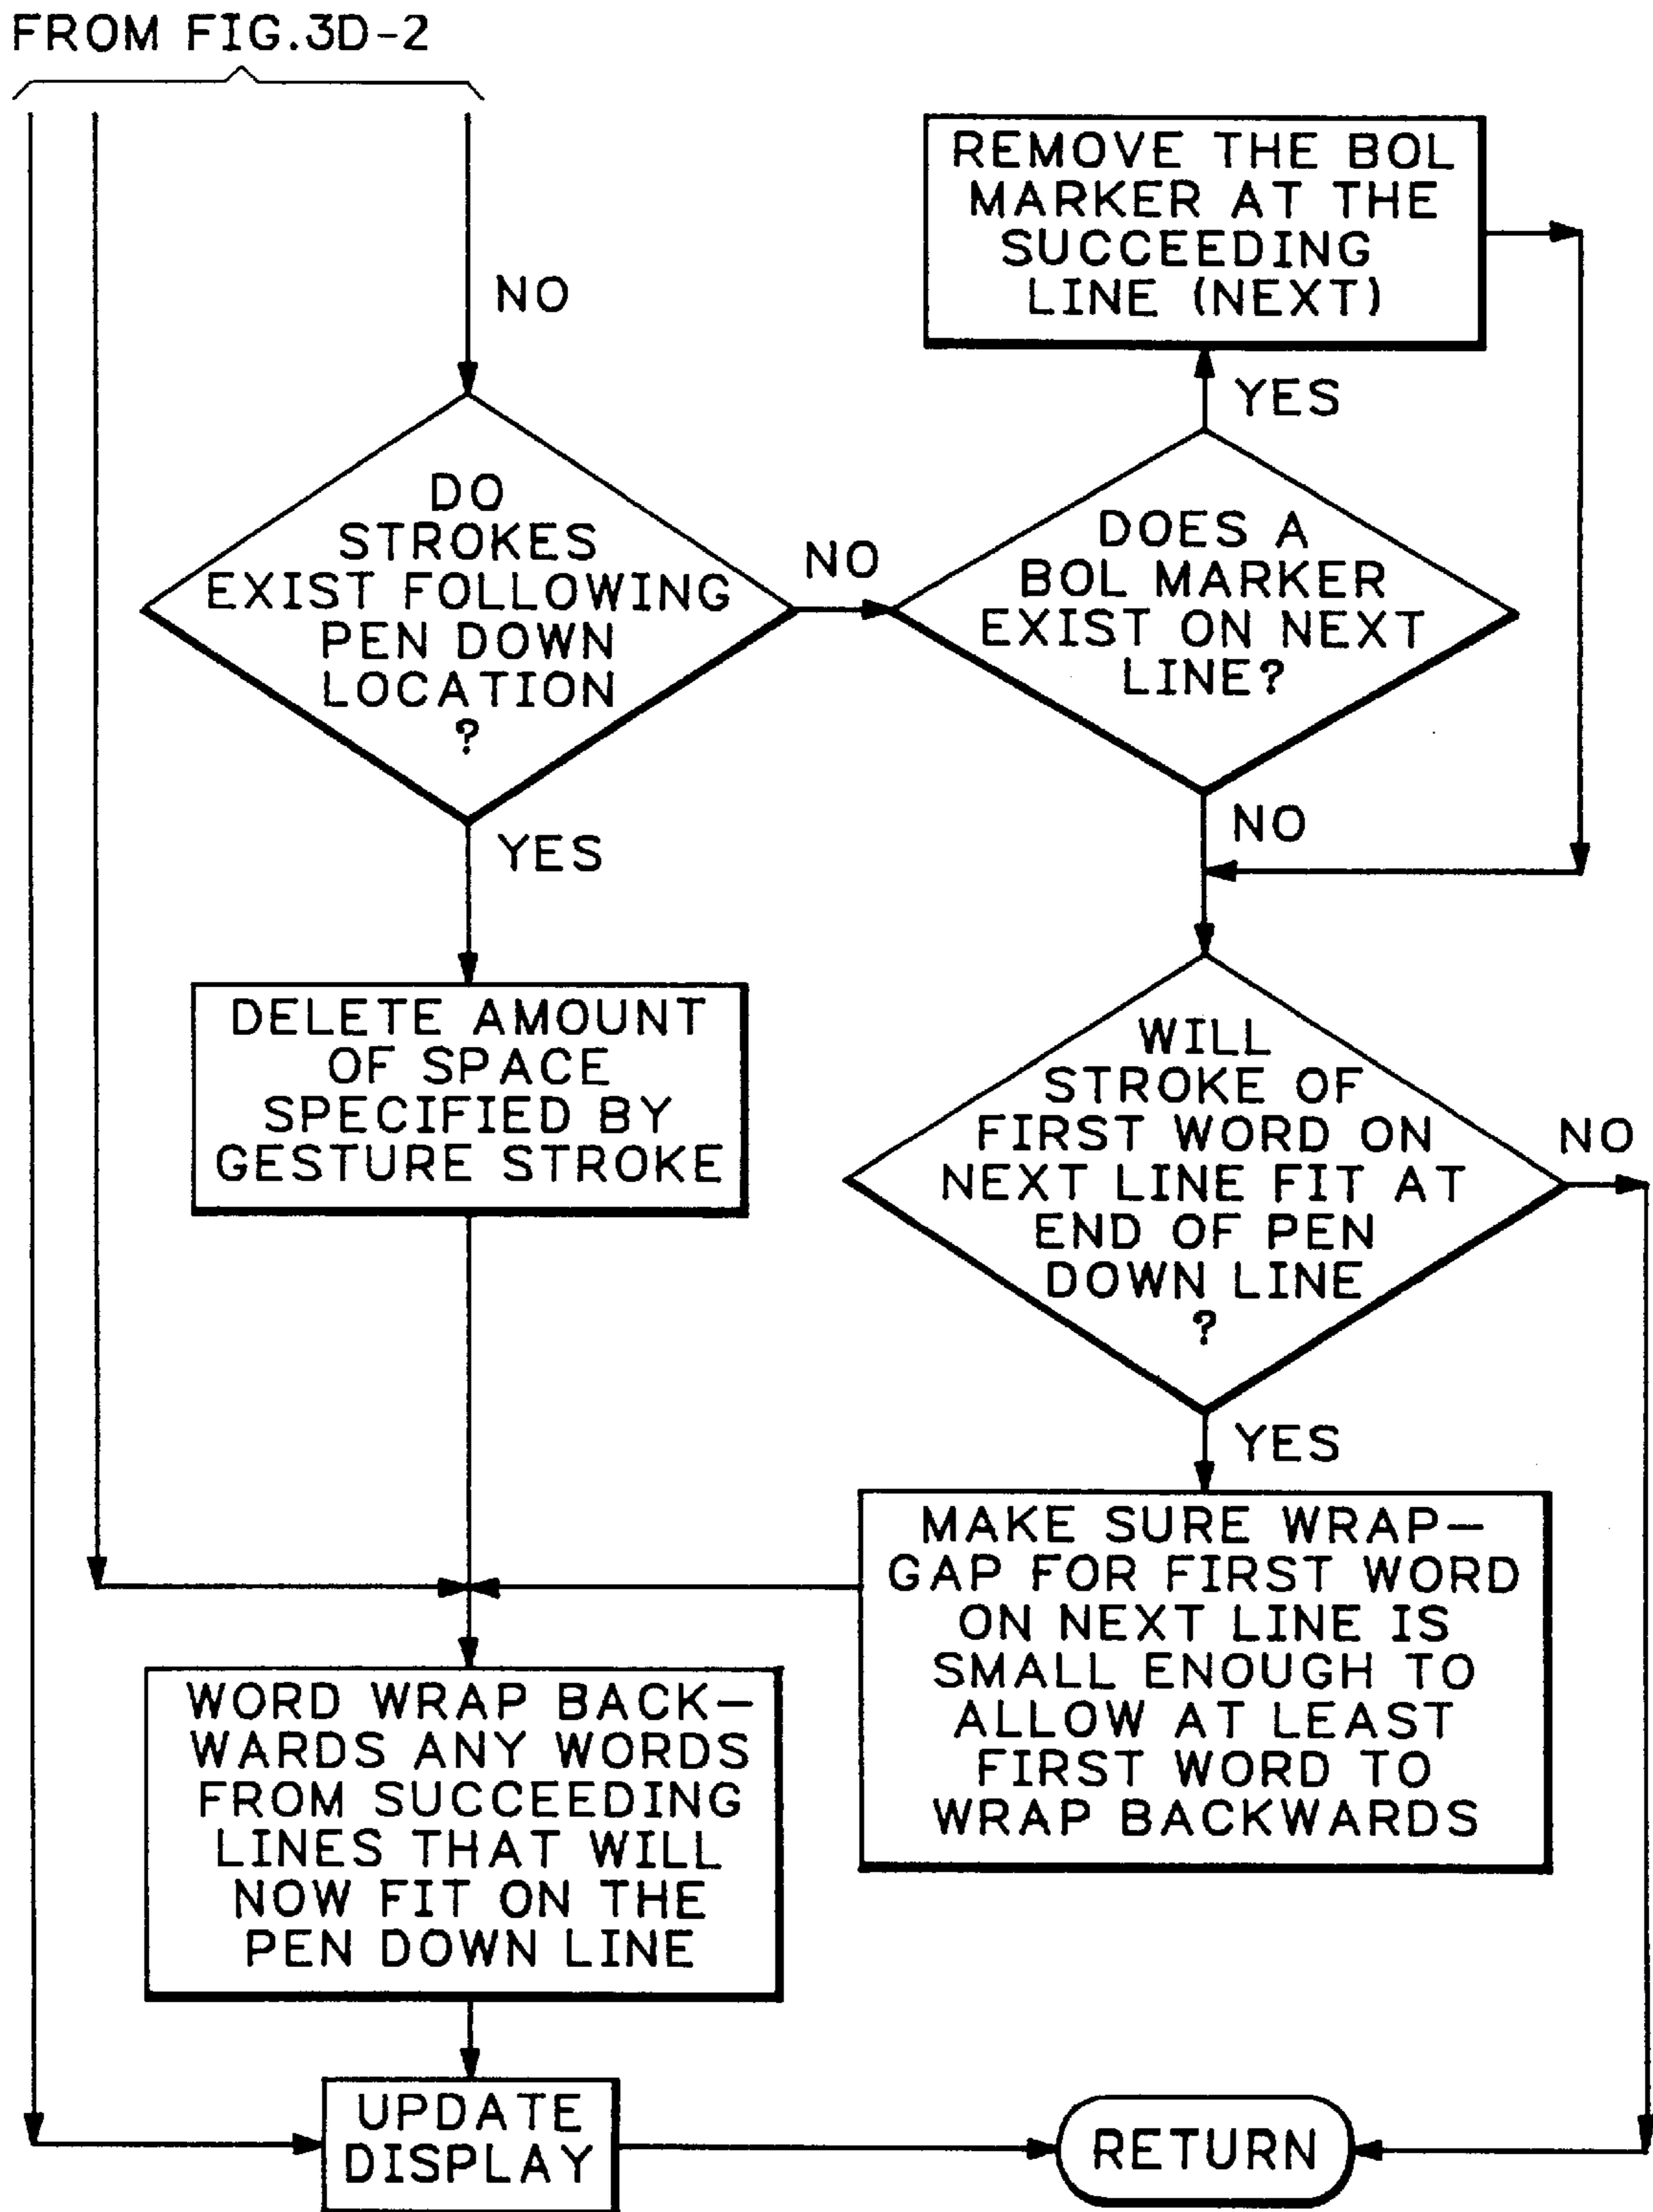 FROM FIG.3D-2
NO
DO
STROKES
EXIST FOLLOWING
PEN DOWN
LOCATION
?
NO
YES
REMOVE THE BOL
MARKER AT THE
SUCCEEDING
LINE (NEXT)
YES
DOES A
BOL MARKER
EXIST ON NEXT
LINE?
NO
DELETE AMOUNT
OF SPACE
SPECIFIED BY
GESTURE STROKE
WILL
STROKE OF
FIRST WORD ON
NEXT LINE FIT AT
END OF PEN
DOWN LINE
?
NO
YES
MAKE SURE WRAP-
GAP FOR FIRST WORD
ON NEXT LINE IS
SMALL ENOUGH TO
ALLOW AT LEAST
FIRST WORD TO
WRAP BACKWARDS
WORD WRAP BACK-
WARDS ANY WORDS
FROM SUCCEEDING
LINES THAT WILL
NOW FIT ON THE
PEN DOWN LINE
UPDATE
DISPLAY
RETURN